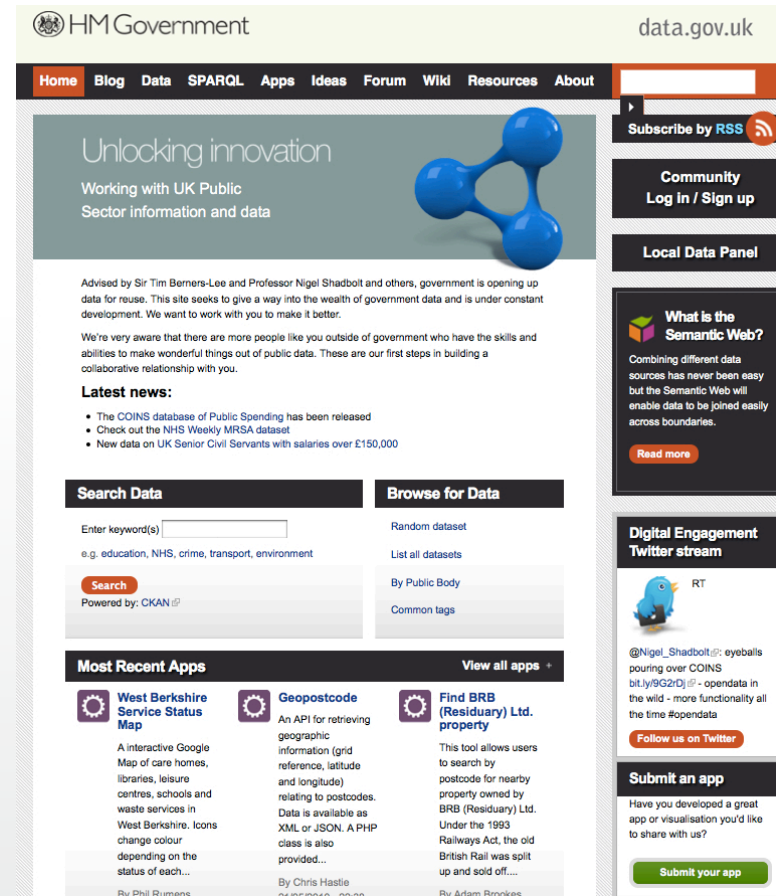 HM Government
data.gov.uk
Home Blog Data SPARQL Apps Ideas Forum Wiki Resources About
Subscribe by RSS
Community
Log in / Sign up
Local Data Panel
What is the
Semantic Web?
Combining different data
sources has never been easy
but the Semantic Web will
enable data to be joined easily
across boundaries.
Read more
Unlocking innovation
Working with UK Public
Sector information and data
Advised by Sir Tim Berners-Lee and Professor Nigel Shadbolt and others, government is opening up
data for reuse. This site seeks to give a way into the wealth of government data and is under constant
development. We want to work with you to make it better.
We're very aware that there are more people like you outside of government who have the skills and
abilities to make wonderful things out of public data. These are our first steps in building a
collaborative relationship with you.
Latest news:
The COINS database of Public Spending has been released
Check out the NHS Weekly MRSA dataset
New data on UK Senior Civil Servants with salaries over £150,000
Search Data
Enter keyword(s)
e.g. education, NHS, crime, transport, environment
Search
Powered by: CKAN
Browse for Data
Random dataset
List all datasets
By Public Body
Common tags
Digital Engagement
Twitter stream
RT
@Nigel_Shadbolt: eyeballs
pouring over COINS
bit.ly/9G2rDj - opendata in
the wild - more functionality all
the time #opendata
Follow us on Twitter
Most Recent Apps
View all apps +
West Berkshire
Service Status
Map
A interactive Google
Map of care homes,
libraries, leisure
centres, schools and
waste services in
West Berkshire. Icons
change colour
depending on the
status of each...
By Phil Rumens
Geopostcode
An API for retrieving
geographic
information (grid
reference, latitude
and longitude)
relating to postcodes.
Data is available as
XML or JSON. A PHP
class is also
provided...
By Chris Hastie
Find BRB
(Residuary) Ltd.
property
This tool allows users
to search by
postcode for nearby
property owned by
BRB (Residuary) Ltd.
Under the 1993
Railways Act, the old
British Rail was split
up and sold off....
By Adam Brookes
Submit an app
Have you developed a great
app or visualisation you'd like
to share with us?
Submit your app